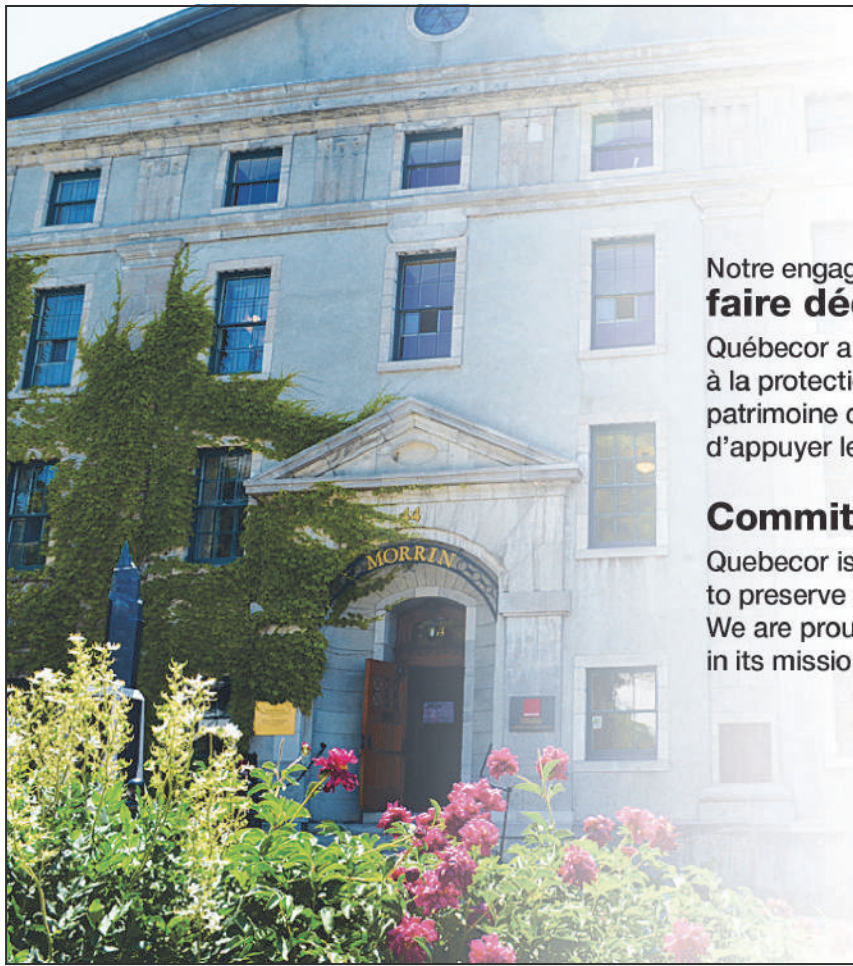 44
MORRIN
Notre engag
faire dé
Québecor a
à la protecti
patrimoine
d'appuyer le
Commit
Quebecor is
to preserve
We are prou
in its missio